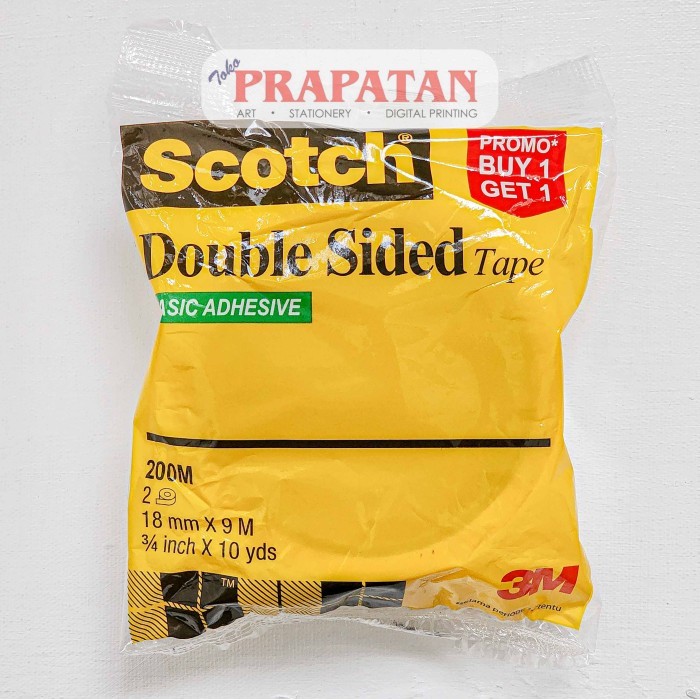 Toko
PRAPATAN
ART • STATIONERY • DIGITAL PRINTING
Scotch®
PROMO*
BUY 1
GET 1
Double Sided Tape
ASIC ADHESIVE
200M
2
18 mm X 9 M
¾ inch X 10 yds
TM
3M